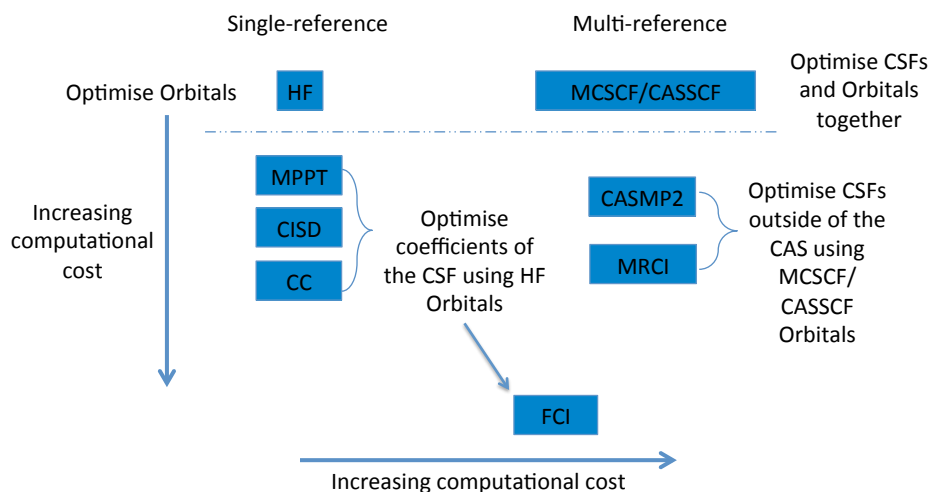 Single-reference
Multi-reference
Optimise Orbitals
HF
MCSCF/CASSCF
Optimise CSFs
and Orbitals
together
Increasing
computational
cost
MPPT
CISD
CC
Optimise
coefficients of
the CSF using HF
Orbitals
CASMP2
MRCI
Optimise CSFs
outside of the
CAS using
MCSCF/
CASSCF
Orbitals
FCI
Increasing computational cost